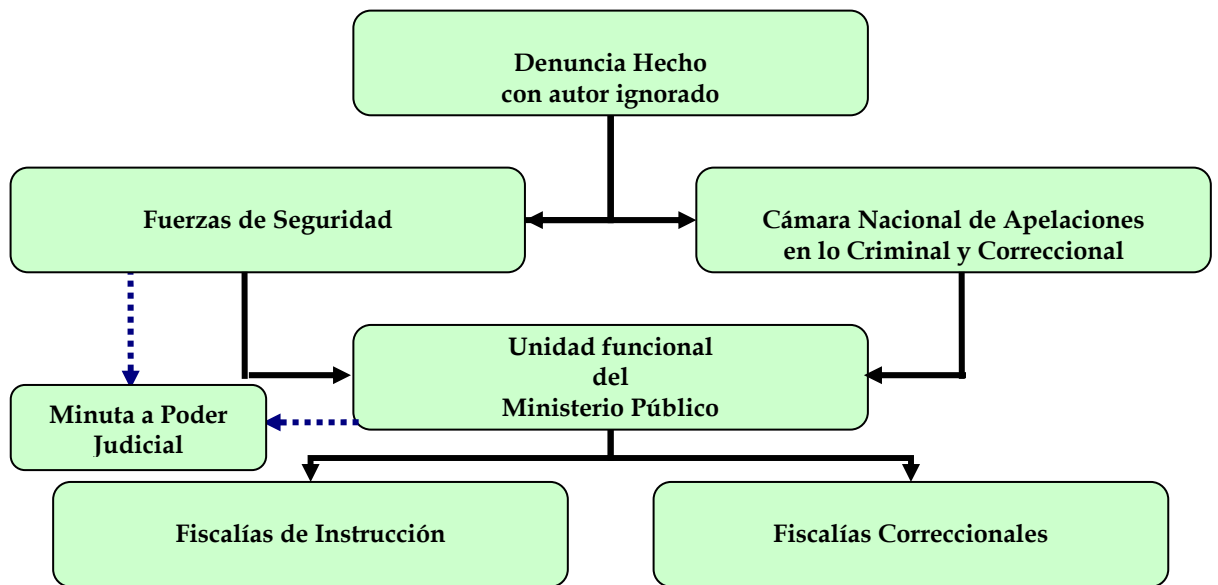 Denuncia Hecho
con autor ignorado
Fuerzas de Seguridad
Cámara Nacional de Apelaciones
en lo Criminal y Correccional
Unidad funcional
del
Ministerio Público
Minuta a Poder
Judicial
Fiscalías de Instrucción
Fiscalías Correccionales